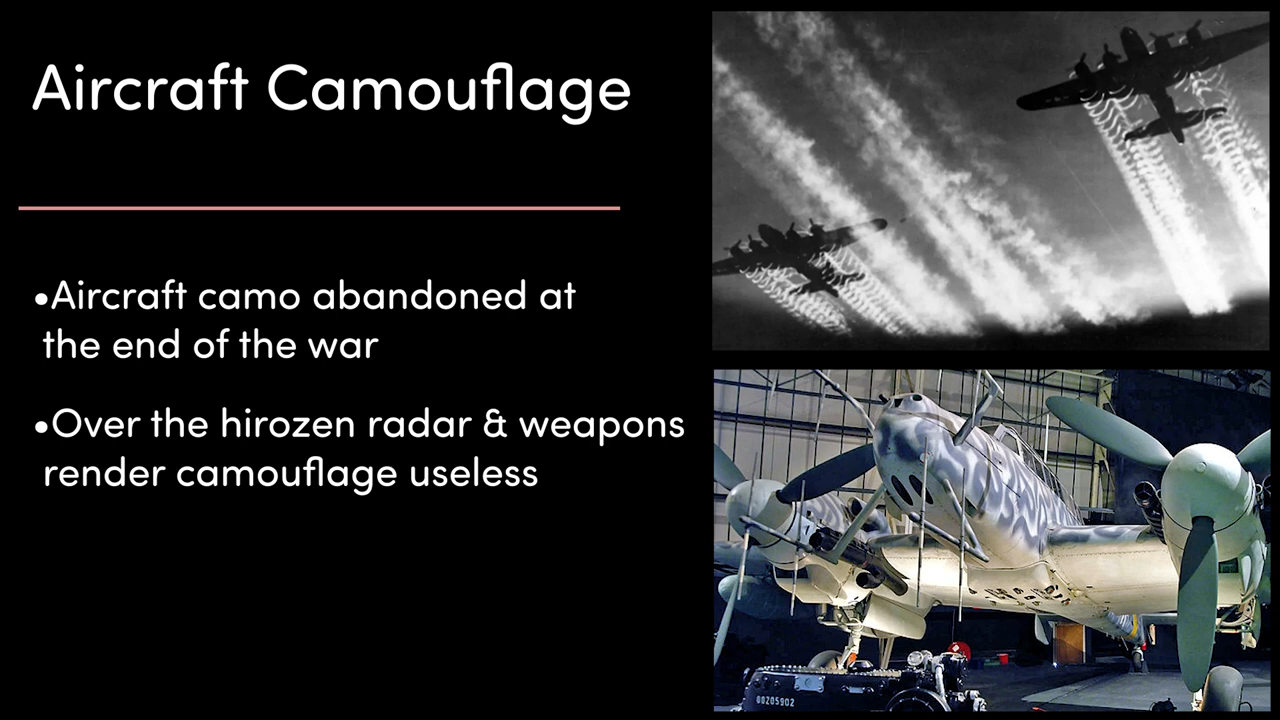 Aircraft Camouflage
•Aircraft camo abandoned at
the end of the war
•Over the hirozen radar & weapons
render camouflage useless
00205902